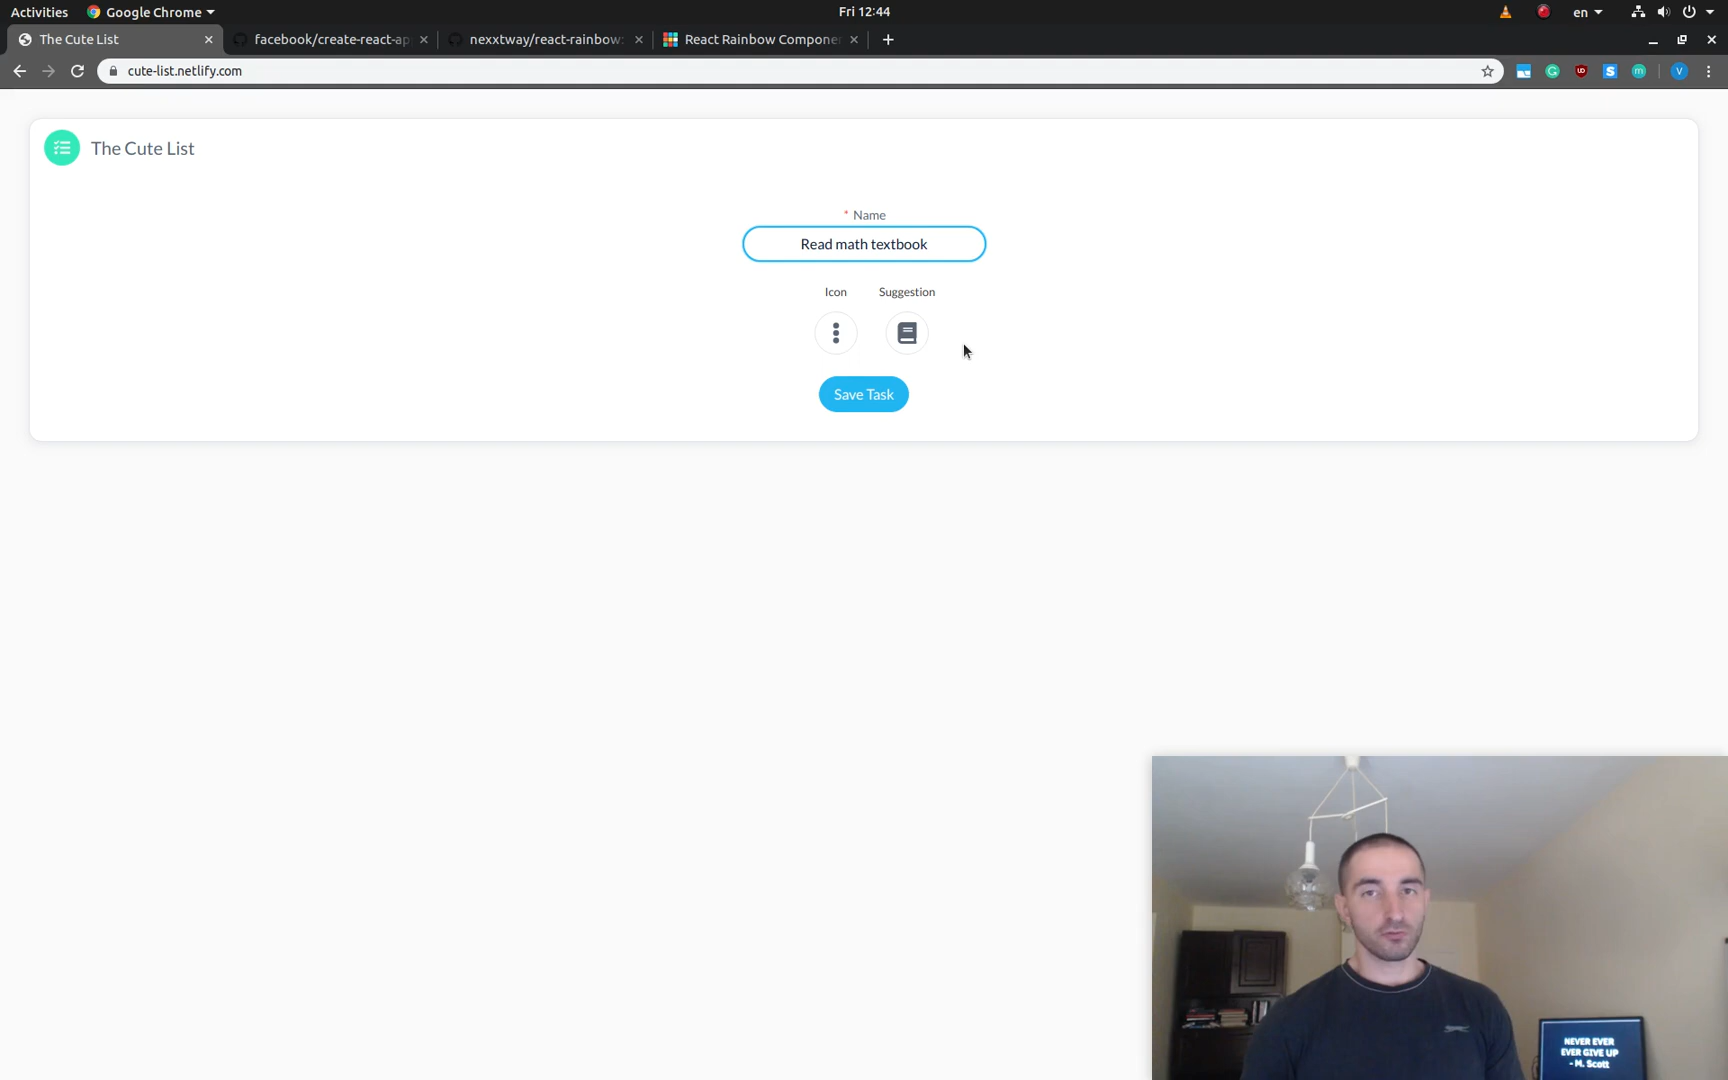 Activities Google Chrome Fri 12:44 en
The Cute List facebook/create-react-ap nexxtway/react-rainbow: React Rainbow Compone
cute-list.netlify.com V
The Cute List
* Name
Read math textbook
Icon Suggestion
Save Task
NEVER EVER
EVER GIVE UP
- M. Scott